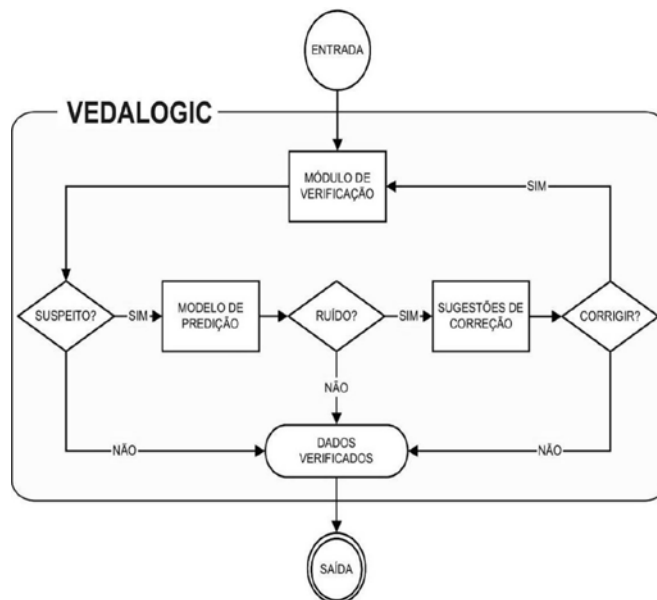 ENTRADA
VEDALOGIC
MÓDULO DE
VERIFICAÇÃO
SIM
SUSPEITO?
SIM
MODELO DE
PREDIÇÃO
RUÍDO?
SIM
SUGESTÕES DE
CORREÇÃO
CORRIGIR?
NÃO
NÃO
DADOS
VERIFICADOS
NÃO
SAÍDA